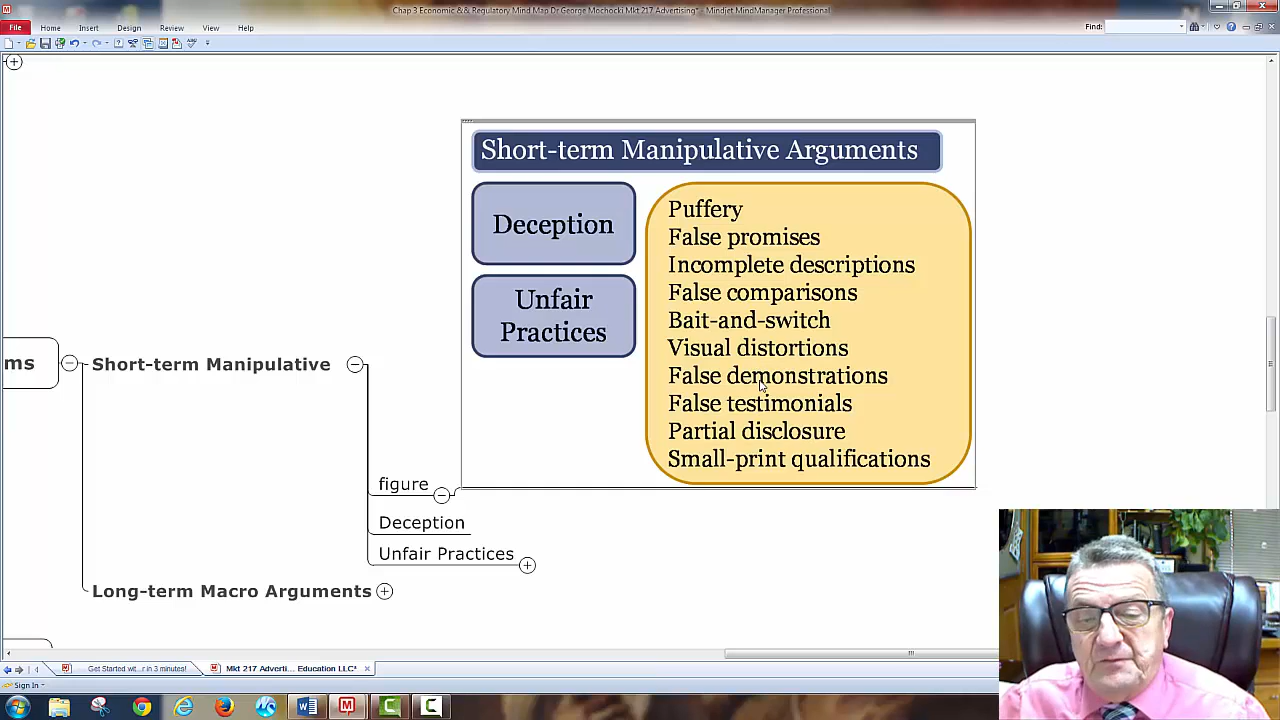 Chap 3 Economic & & Regulatory Mind Map Dr George Mochocki Mkt 217 Advertising* - Mindjet MindManager Professional
File Home Insert Design Review View Help
Find:
Short-term Manipulative Arguments
Deception
Unfair
Practices
Puffery
False promises
Incomplete descriptions
False comparisons
Bait-and-switch
Visual distortions
False demonstrations
False testimonials
Partial disclosure
Small-print qualifications
ms
Short-term Manipulative
figure
Deception
Unfair Practices
Long-term Macro Arguments
Get Started wit...r in 3 minutes!
Mkt 217 Adverti... Education LLC*
Sign In